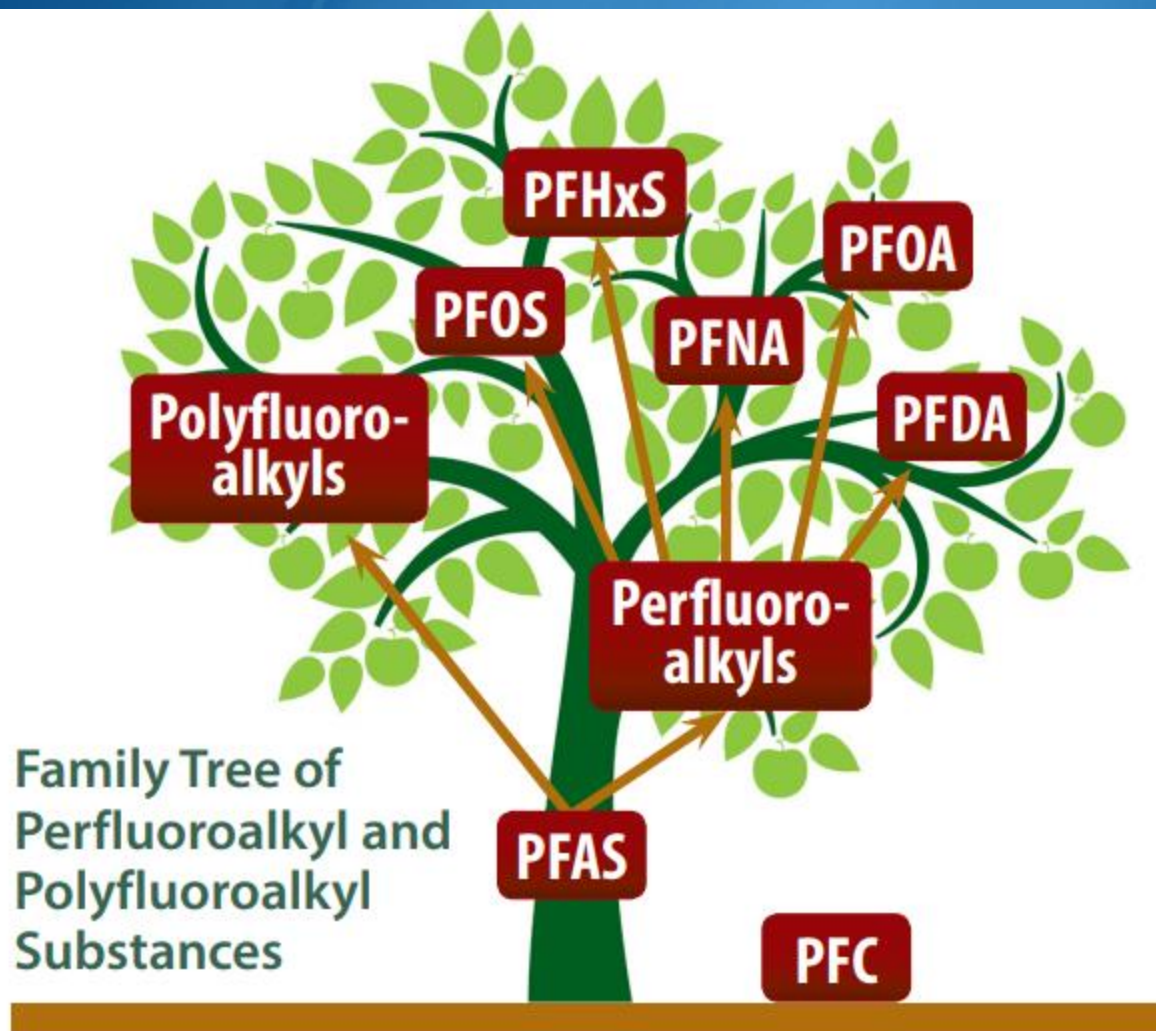 PFHxS
PFOA
PFOS
PFNA
Polyfluoro-
alkyls
PFDA
Perfluoro-
alkyls
Family Tree of
Perfluoroalkyl and
Polyfluoroalkyl
Substances
PFAS
PFC